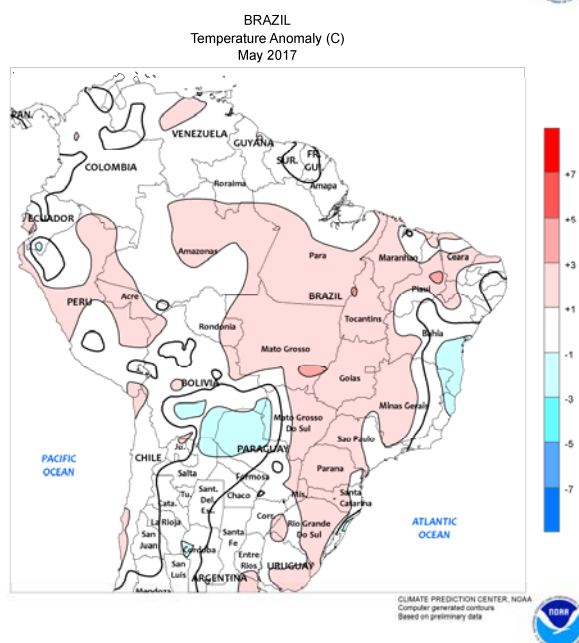 BRAZIL
Temperature Anomaly (C)
May 2017
PAN.
VENEZUELA
GUYANA
SUR.
FR.
GU.
COLOMBIA
Roraima
Amapa
ECUADOR
Amazonas
Para
Maranhao
Ceara
PERU
Acre
BRAZIL
Piaui
Tocantins
Rondonia
Bahia
Mato Grosso
Goias
BOLIVIA
Mato Grosso
Do Sul
Minas Gerais
Sao Paulo
PARAGUAY
Ju.
CHILE
PACIFIC
OCEAN
Salta
Formosa
Parana
Tu.
Sant.
Del
Es.
Chaco
Mis.
Santa
Catarina
Cata.
La Rioja
Corr.
Rio Grande
Do Sul
ATLANTIC
OCEAN
San
Juan
Santa
Fe
Cordoba
Entre
Rios
San
Luis
URUGUAY
ARGENTINA
Mendoza
+7
+5
+3
+1
-1
-3
-5
-7
CLIMATE PREDICTION CENTER, NOAA
Computer generated contours
Based on preliminary data
NOAA